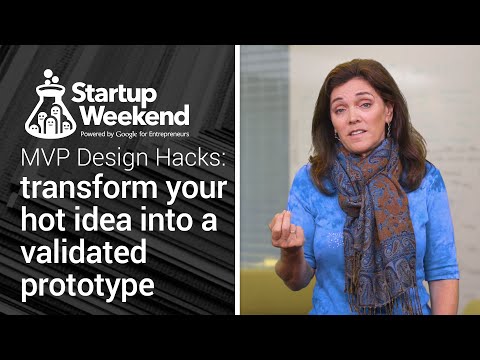 Startup
Weekend
Powered by Google for Entrepreneurs
MVP Design Hacks:
transform your
hot idea into a
validated
prototype